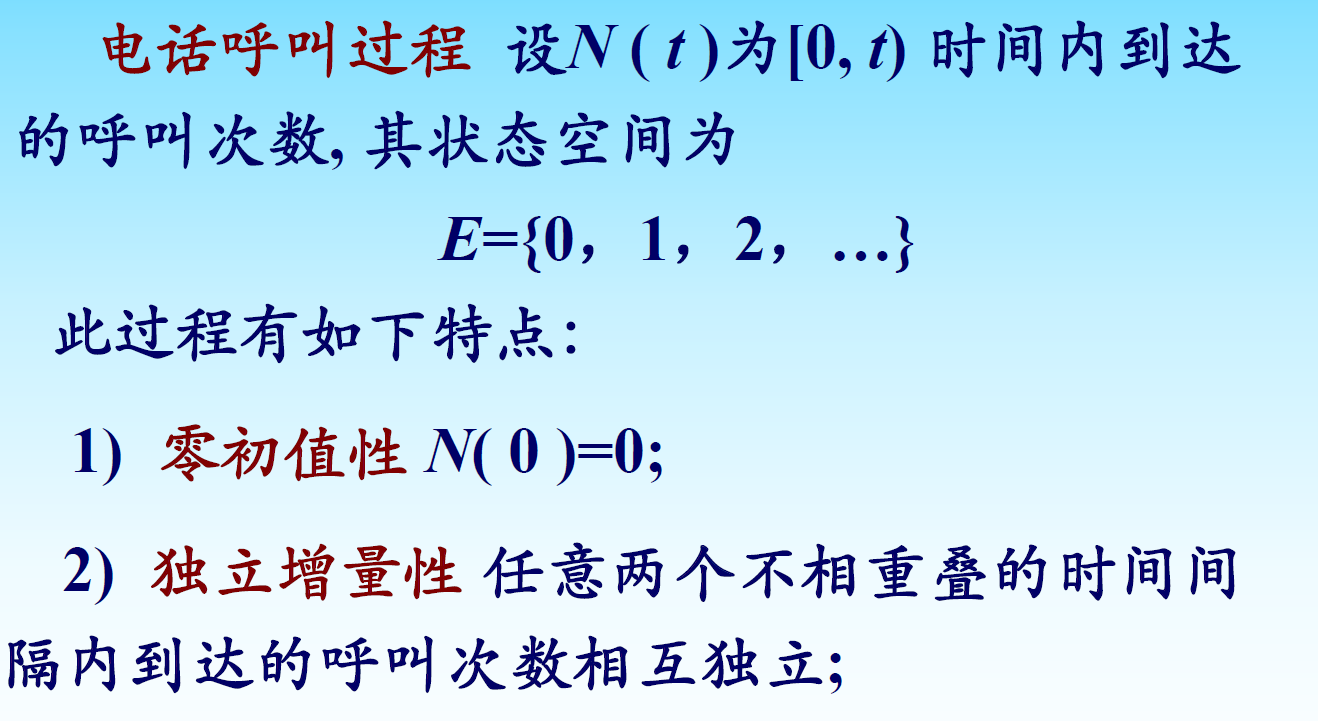 电话呼叫过程 设N ( t )为[0, t) 时间内到达
的呼叫次数, 其状态空间为
E={0，1，2，…}
此过程有如下特点:
1) 零初值性 N( 0 )=0;
2) 独立增量性 任意两个不相重叠的时间间
隔内到达的呼叫次数相互独立;